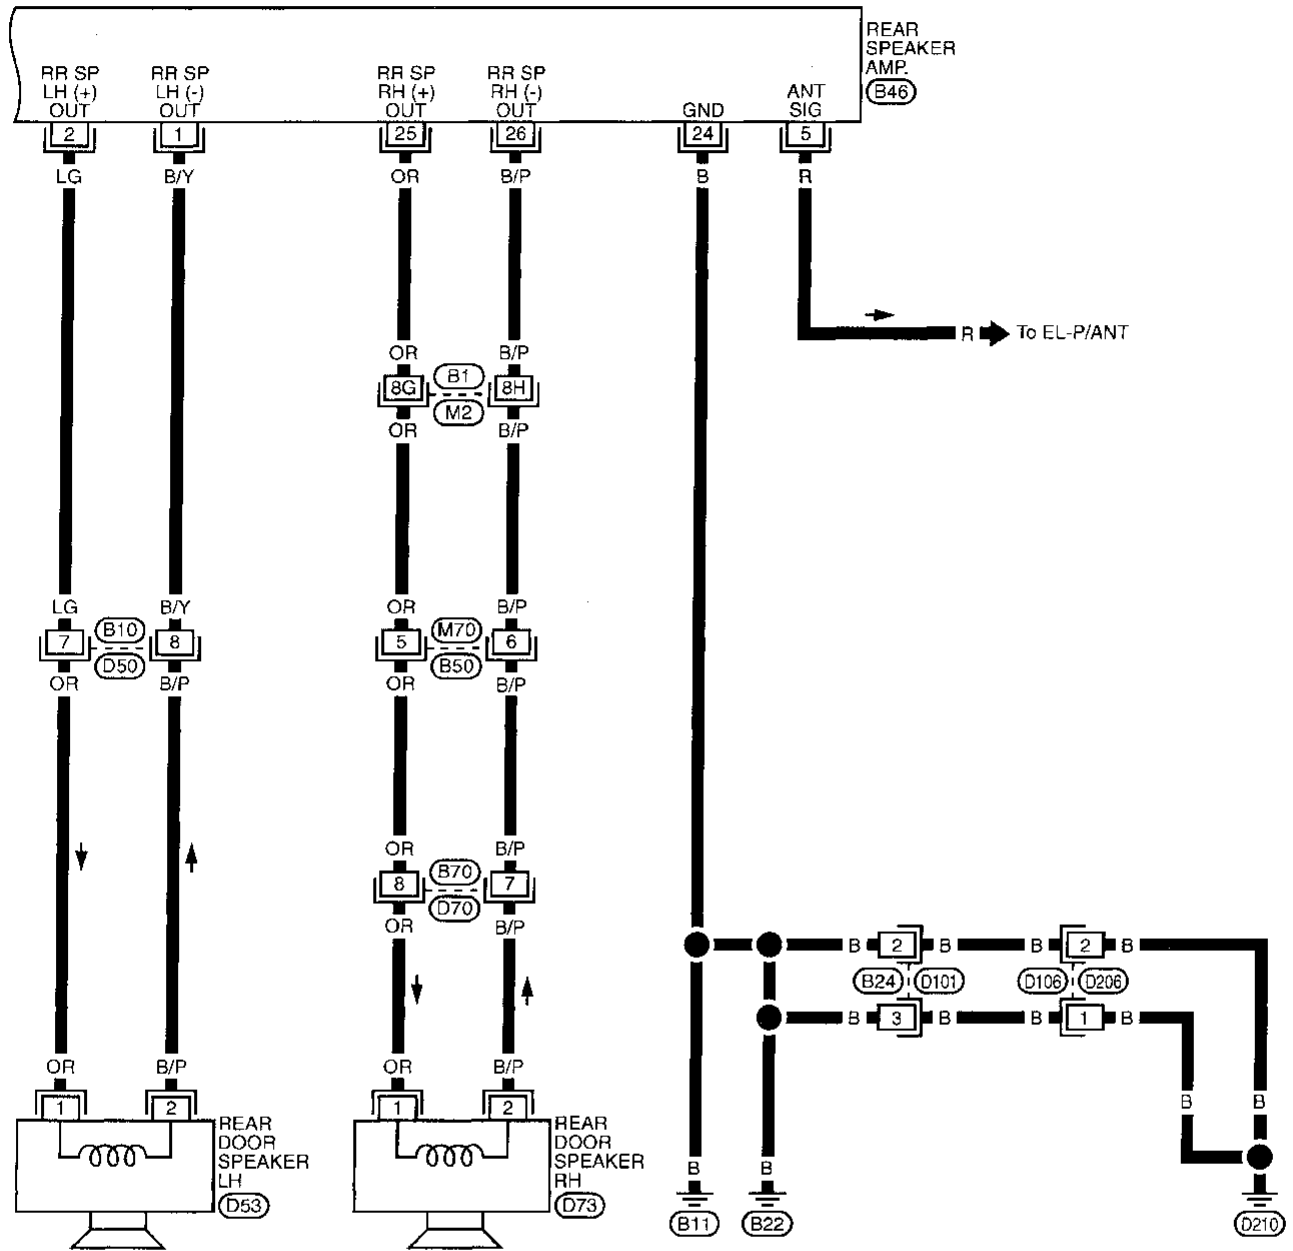 REAR
SPEAKER
AMP.
B46
RR SP
LH (+)
OUT
RR SP
LH (-)
OUT
RR SP
RH (+)
OUT
RR SP
RH (-)
OUT
GND
ANT
SIG
2 1 25 26 24 5
LG B/Y OR B/P B R
R To EL-P/ANT
OR B/P
8G B1 8H
M2
OR B/P
LG B/Y OR B/P
7 B10 8 5 M70 6
D50 B50
OR B/P OR B/P
OR B/P
8 B70 7
D70
OR B/P
B 2 B B 2 B
B24 D101 D106 D206
B 3 B B 1 B
OR B/P OR B/P
1 2 1 2
B B
REAR
DOOR
SPEAKER
LH
D53
REAR
DOOR
SPEAKER
RH
D73
B B
B11 B22 D210